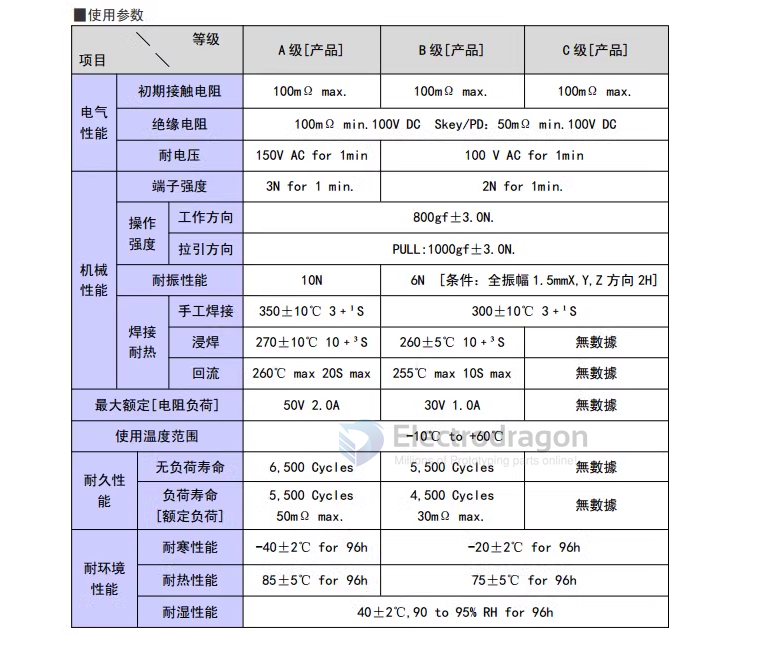 ■使用参数
等级
项目
A 级[产品] B 级[产品] C 级[产品]
电气性能
初期接触电阻 100mΩ max. 100mΩ max. 100mΩ max.
绝缘电阻 100mΩ min.100V DC Skey/PD：50mΩ min.100V DC
耐电压 150V AC for 1min 100 V AC for 1min
机械性能
端子强度 3N for 1 min. 2N for 1min.
操作强度
工作方向 800gf±3.0N.
拉引方向 PULL:1000gf±3.0N.
耐振性能 10N 6N [条件：全振幅 1.5mmX,Y,Z 方向 2H]
焊接耐热
手工焊接 350±10℃ 3﹢¹S 300±10℃ 3﹢¹S
浸焊 270±10℃ 10﹢³S 260±5℃ 10﹢³S 無數據
回流 260℃ max 20S max 255℃ max 10S max 無數據
最大额定[电阻负荷] 50V 2.0A 30V 1.0A 無數據
使用温度范围 -10℃ to +60℃
Electrodragon
Millions of Prototyping parts online!
耐久性能
无负荷寿命 6,500 Cycles 5,500 Cycles 無數據
负荷寿命 5,500 Cycles 4,500 Cycles 無數據
[额定负荷] 50mΩ max. 30mΩ max.
耐环境性能
耐寒性能 -40±2℃ for 96h -20±2℃ for 96h
耐热性能 85±5℃ for 96h 75±5℃ for 96h
耐湿性能 40±2℃,90 to 95% RH for 96h